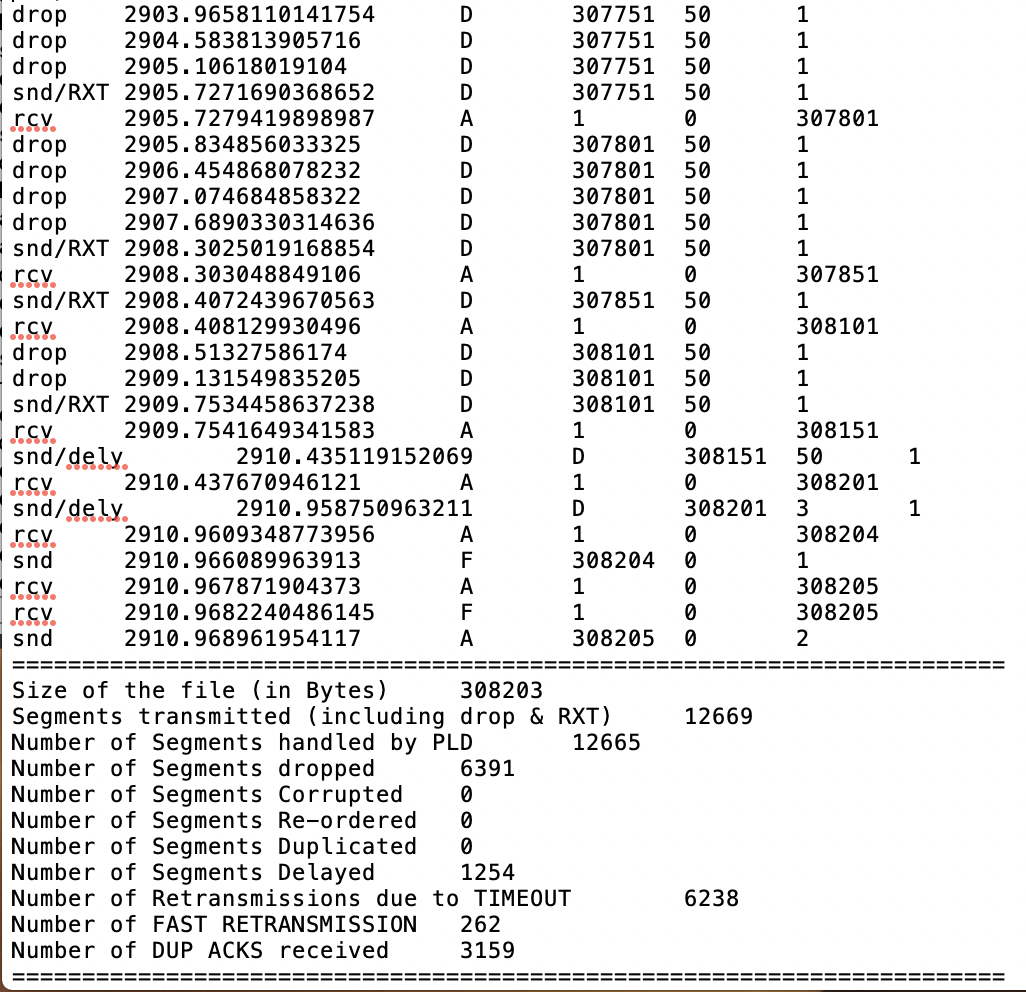 drop 2903.9658110141754 D 307751 50 1
drop 2904.583813905716 D 307751 50 1
drop 2905.10618019104 D 307751 50 1
snd/RXT 2905.7271690368652 D 307751 50 1
rcv 2905.7279419898987 A 1 0 307801
drop 2905.834856033325 D 307801 50 1
drop 2906.454868078232 D 307801 50 1
drop 2907.074684858322 D 307801 50 1
drop 2907.6890330314636 D 307801 50 1
snd/RXT 2908.3025019168854 D 307801 50 1
rcv 2908.303048849106 A 1 0 307851
snd/RXT 2908.4072439670563 D 307851 50 1
rcv 2908.408129930496 A 1 0 308101
drop 2908.51327586174 D 308101 50 1
drop 2909.131549835205 D 308101 50 1
snd/RXT 2909.7534458637238 D 308101 50 1
rcv 2909.7541649341583 A 1 0 308151
snd/dely 2910.435119152069 D 308151 50 1
rcv 2910.437670946121 A 1 0 308201
snd/dely 2910.958750963211 D 308201 3 1
rcv 2910.9609348773956 A 1 0 308204
snd 2910.966089963913 F 308204 0 1
rcv 2910.967871904373 A 1 0 308205
rcv 2910.9682240486145 F 1 0 308205
snd 2910.968961954117 A 308205 0 2
=======================================================================
Size of the file (in Bytes) 308203
Segments transmitted (including drop & RXT) 12669
Number of Segments handled by PLD 12665
Number of Segments dropped 6391
Number of Segments Corrupted 0
Number of Segments Re-ordered 0
Number of Segments Duplicated 0
Number of Segments Delayed 1254
Number of Retransmissions due to TIMEOUT 6238
Number of FAST RETRANSMISSION 262
Number of DUP ACKS received 3159
=======================================================================